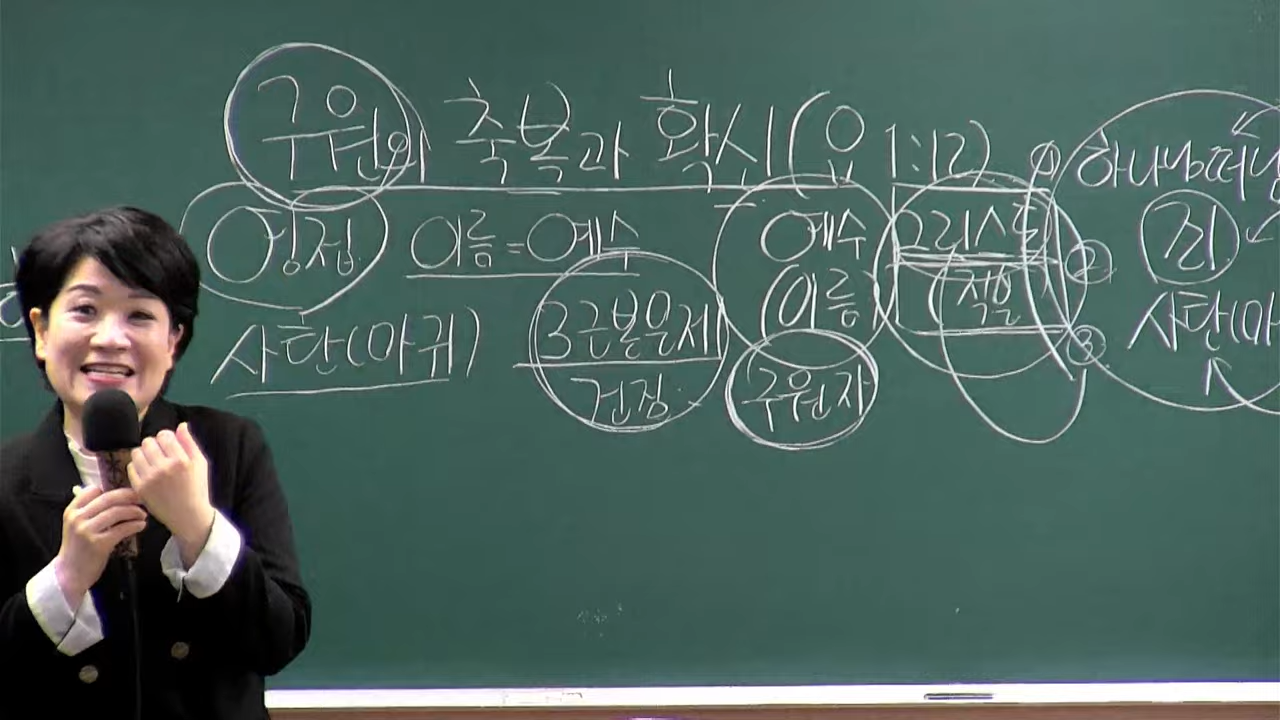 구원의 축복과 확신(요 1:12)
영접 이름=예수 예수 그리스도 ① 하나님떠남
(이름) 직분 ② 죄
사탄(마귀) 3근본문제 구원자 ③ 사탄(마